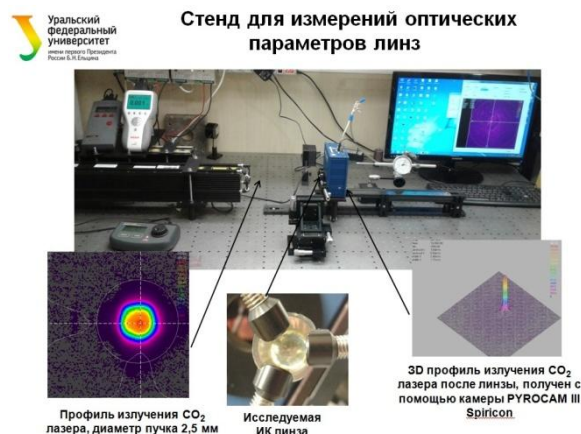 Уральский
федеральный
университет
имени первого Президента
России Б.Н.Ельцина
Стенд для измерений оптических
параметров линз
Профиль излучения CO2
лазера, диаметр пучка 2,5 мм
Исследуемая
ИК линза
3D профиль излучения CO2
лазера после линзы, получен с
помощью камеры PYROCAM III
Spiricon